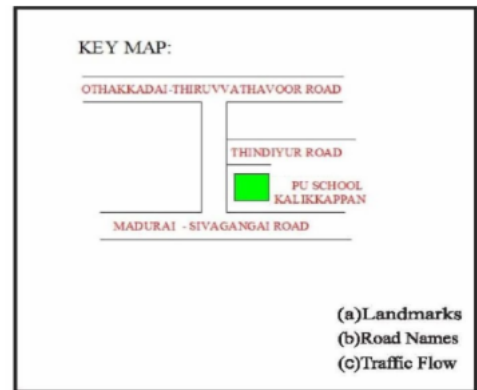 KEY MAP:
OTHAKKADAI-THIRUVVATHAVOOR ROAD
THINDIYUR ROAD
PU SCHOOL
KALIKKAPPAN
MADURAI - SIVAGANGAI ROAD
(a)Landmarks
(b)Road Names
(c)Traffic Flow